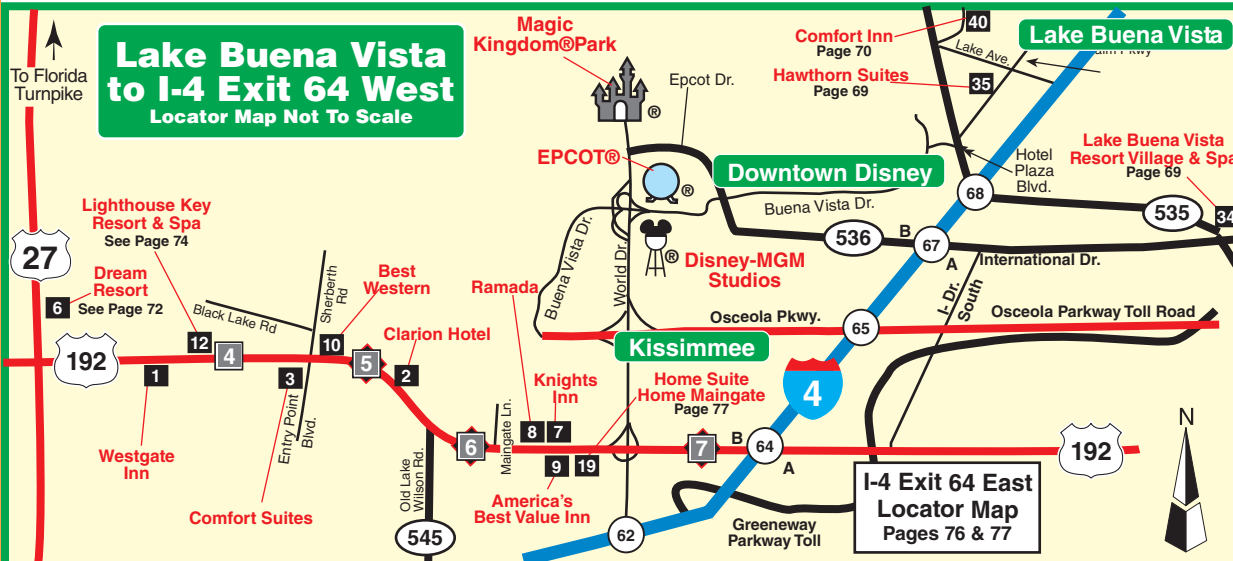 Lake Buena Vista
to I-4 Exit 64 West
Locator Map Not To Scale
To Florida
Turnpike
Magic
Kingdom®Park
®
Epcot Dr.
EPCOT®
®
Comfort Inn
Page 70
40
Lake Ave.
Lake Buena Vista
Pkwy
Hawthorn Suites
Page 69
35
Lake Buena Vista
Resort Village & Spa
Page 69
34
Hotel
Plaza
Blvd.
Downtown Disney
Buena Vista Dr.
68
535
536
B
67
A
International Dr.
I- Dr.
South
27
Lighthouse Key
Resort & Spa
See Page 74
Dream
Resort
6
See Page 72
Black Lake Rd
Sherberth
Rd
Best
Western
Ramada
Buena Vista Dr.
World Dr.
®
Disney-MGM
Studios
Osceola Pkwy.
65
Osceola Parkway Toll Road
192
12
4
10
5
Clarion Hotel
2
1
3
Entry Point
Blvd.
Westgate
Inn
Comfort Suites
Kissimmee
4
Knights
Inn
Home Suite
Home Maingate
Page 77
Maingate Ln.
8
7
6
9
19
7
B
64
A
192
N
America's
Best Value Inn
Old Lake
Wilson Rd.
545
62
Greeneway
Parkway Toll
I-4 Exit 64 East
Locator Map
Pages 76 & 77